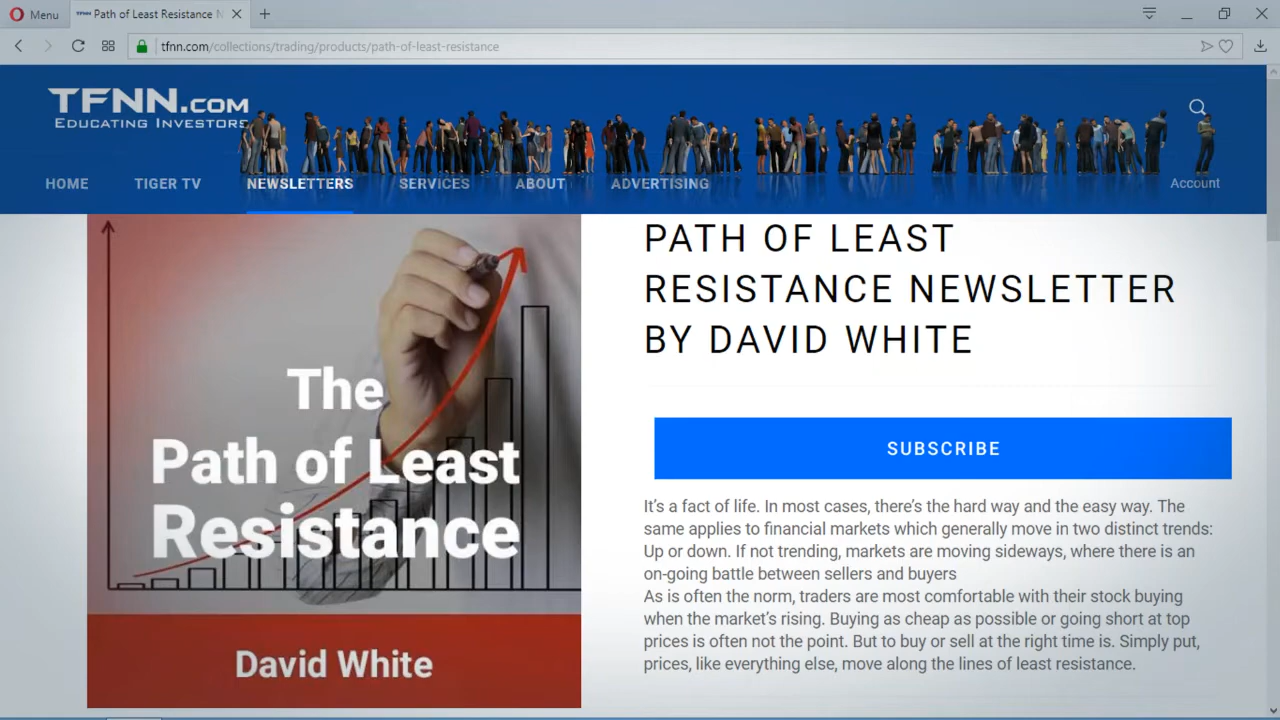 Menu
Path of Least Resistance N
tfnn.com/collections/trading/products/path-of-least-resistance
TFNN.COM
EDUCATING INVESTORS
HOME
TIGER TV
NEWSLETTERS
SERVICES
ABOUT
ADVERTISING
Account
The
Path of Least
Resistance
David White
PATH OF LEAST
RESISTANCE NEWSLETTER
BY DAVID WHITE
SUBSCRIBE
It’s a fact of life. In most cases, there’s the hard way and the easy way. The
same applies to financial markets which generally move in two distinct trends:
Up or down. If not trending, markets are moving sideways, where there is an
on-going battle between sellers and buyers
As is often the norm, traders are most comfortable with their stock buying
when the market’s rising. Buying as cheap as possible or going short at top
prices is often not the point. But to buy or sell at the right time is. Simply put,
prices, like everything else, move along the lines of least resistance.